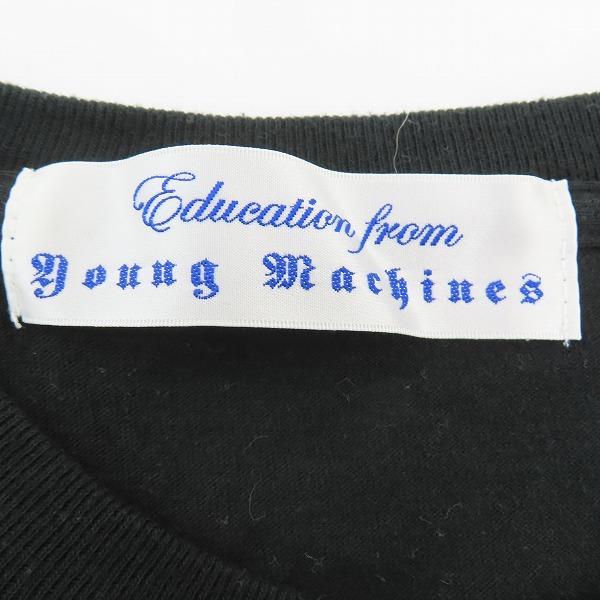 Education from
Young Machines